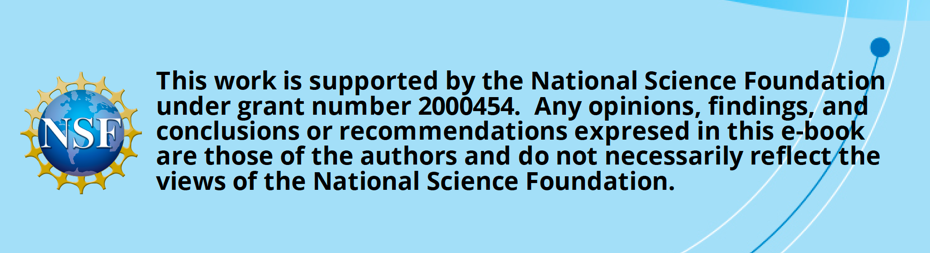 NSF
This work is supported by the National Science Foundation
under grant number 2000454.  Any opinions, findings, and
conclusions or recommendations expresed in this e-book
are those of the authors and do not necessarily reflect the
views of the National Science Foundation.